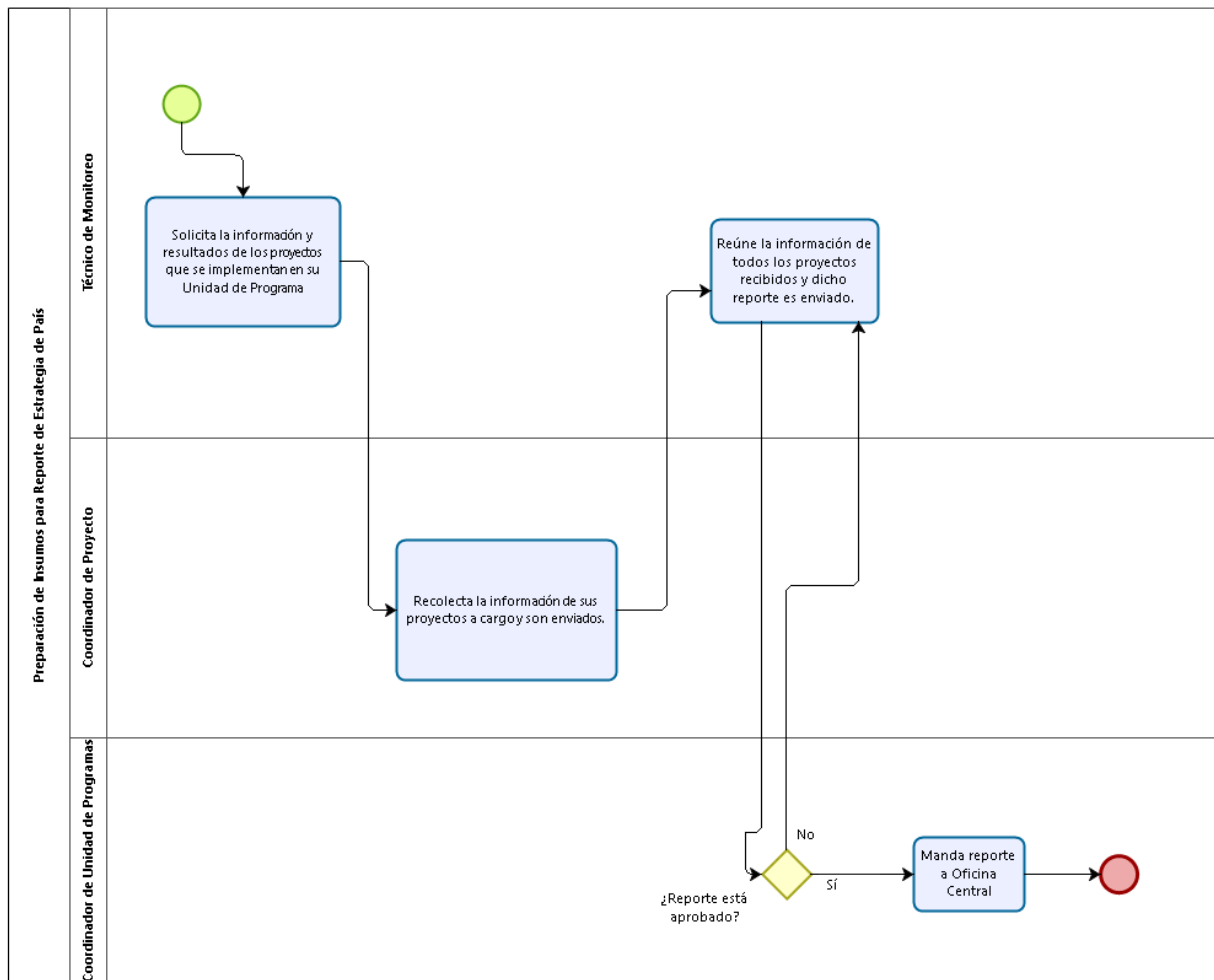 Preparación de Insumos para Reporte de Estrategia de País
Técnico de Monitoreo
Solicita la información y
resultados de los proyectos
que se implementan en su
Unidad de Programa
Reúne la información de
todos los proyectos
recibidos y dicho
reporte es enviado.
Coordinador de Proyecto
Recolecta la información de sus
proyectos a cargo y son enviados.
Coordinador de Unidad de Programas
¿Reporte está
aprobado?
No
Sí
Manda reporte
a Oficina
Central